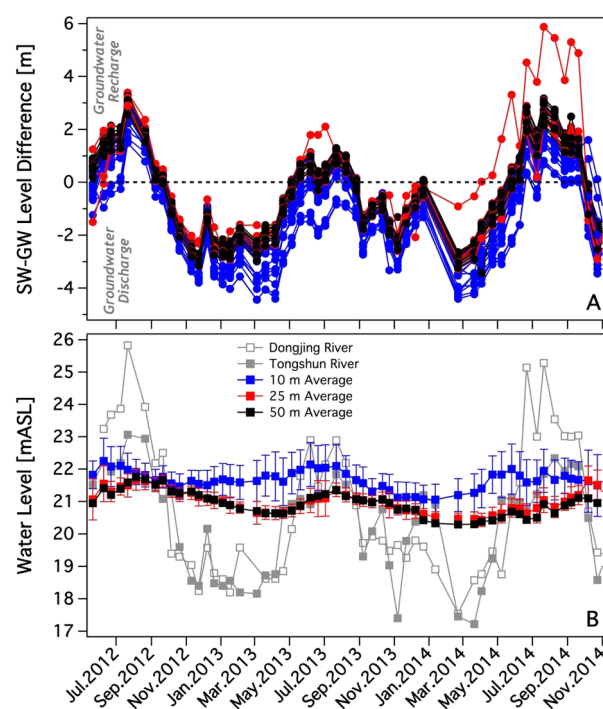 SW-GW Level Difference [m]
6
4
2
0
-2
-4
Groundwater
Recharge
Groundwater
Discharge
A
Water Level [mASL]
26
25
24
23
22
21
20
19
18
17
Dongjing River
Tongshun River
10 m Average
25 m Average
50 m Average
B
Jul.2012
Sep.2012
Nov.2012
Jan.2013
Mar.2013
May.2013
Jul.2013
Sep.2013
Nov.2013
Jan.2014
Mar.2014
May.2014
Jul.2014
Sep.2014
Nov.2014